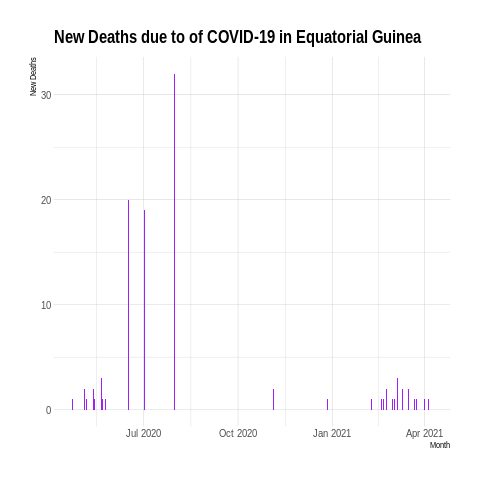 New Deaths due to of COVID-19 in Equatorial Guinea
New Deaths
30
20
10
0
Jul 2020 Oct 2020 Jan 2021 Apr 2021
Month